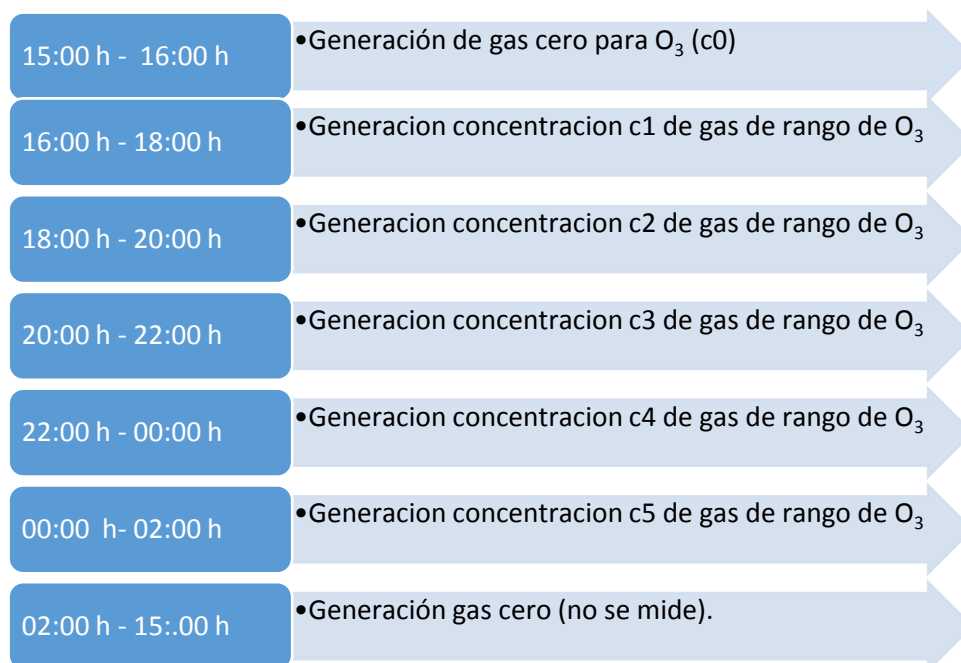 15:00 h -  16:00 h
•Generación de gas cero para O₃ (c0)
16:00 h - 18:00 h
•Generacion concentracion c1 de gas de rango de O₃
18:00 h - 20:00 h
•Generacion concentracion c2 de gas de rango de O₃
20:00 h - 22:00 h
•Generacion concentracion c3 de gas de rango de O₃
22:00 h - 00:00 h
•Generacion concentracion c4 de gas de rango de O₃
00:00  h- 02:00 h
•Generacion concentracion c5 de gas de rango de O₃
02:00 h - 15:.00 h
•Generación gas cero (no se mide).